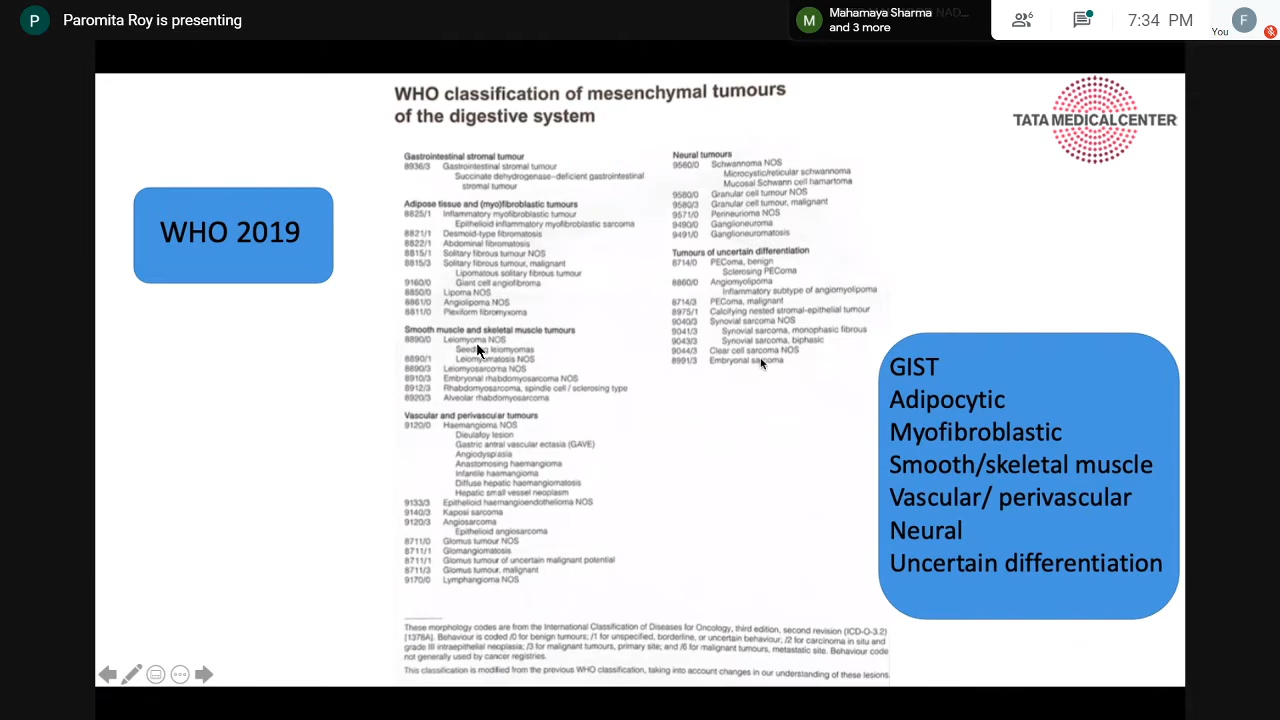 P
Paromita Roy is presenting
M
Mahamaya Sharma
and 3 more
6
7:34 PM
You
F
WHO classification of mesenchymal tumours
of the digestive system
TATA MEDICAL CENTER
WHO 2019
Gastrointestinal stromal tumour
8936/3 Gastrointestinal stromal tumour
Succinate dehydrogenase-deficient gastrointestinal
stromal tumour
Adipose tissue and (myo)fibroblastic tumours
8825/1 Inflammatory myofibroblastic tumour
Epithelioid inflammatory myofibroblastic sarcoma
8821/1 Desmoid-type fibromatosis
8822/1 Abdominal fibromatosis
8815/1 Solitary fibrous tumour NOS
8815/3 Solitary fibrous tumour, malignant
Lipomatous solitary fibrous tumour
9160/0 Giant cell angiofibroma
8850/0 Lipoma NOS
8861/0 Angiolipoma NOS
8811/0 Plexiform fibromyxoma
Smooth muscle and skeletal muscle tumours
8890/0 Leiomyoma NOS
leiomyomas
8890/1 Leiomyomatosis NOS
8890/3 Leiomyosarcoma NOS
8910/3 Embryonal rhabdomyosarcoma NOS
8912/3 Rhabdomyosarcoma, spindle cell / sclerosing type
8920/3 Alveolar rhabdomyosarcoma
Vascular and perivascular tumours
9120/0 Haemangioma NOS
Dieulafoy lesion
Gastric antral vascular ectasia (GAVE)
Angiodysplasia
Anastomosing haemangioma
Infantile haemangioma
Diffuse hepatic haemangiomatosis
Hepatic small vessel neoplasm
9133/3 Epithelioid haemangioendothelioma NOS
9140/3 Kaposi sarcoma
9120/3 Angiosarcoma
Epithelioid angiosarcoma
8711/0 Glomus tumour NOS
8711/1 Glomangiomatosis
8711/1 Glomus tumour of uncertain malignant potential
8711/3 Glomus tumour, malignant
9170/0 Lymphangioma NOS
Neural tumours
9560/0 Schwannoma NOS
Microcystic/reticular schwannoma
Mucosal Schwann cell hamartoma
9580/0 Granular cell tumour NOS
9580/3 Granular cell tumour, malignant
9571/0 Perineurioma NOS
9490/0 Ganglioneuroma
9491/0 Ganglioneuromatosis
Tumours of uncertain differentiation
8714/0 PEComa, benign
Sclerosing PEComa
8860/0 Angiomyolipoma
Inflammatory subtype of angiomyolipoma
8714/3 PEComa, malignant
8975/1 Calcifying nested stromal-epithelial tumour
9040/3 Synovial sarcoma NOS
9041/3 Synovial sarcoma, monophasic fibrous
9043/3 Synovial sarcoma, biphasic
9044/3 Clear cell sarcoma NOS
8991/3 Embryonal sarcoma
GIST
Adipocytic
Myofibroblastic
Smooth/skeletal muscle
Vascular/ perivascular
Neural
Uncertain differentiation
These morphology codes are from the International Classification of Diseases for Oncology, third edition, second revision (ICD-O-3.2)
[1378A]. Behaviour is coded /0 for benign tumours; /1 for unspecified, borderline, or uncertain behaviour; /2 for carcinoma in situ and
grade III intraepithelial neoplasia; /3 for malignant tumours, primary site; and /6 for malignant tumours, metastatic site. Behaviour code
not generally used by cancer registries.
This classification is modified from the previous WHO classification, taking into account changes in our understanding of these lesions.